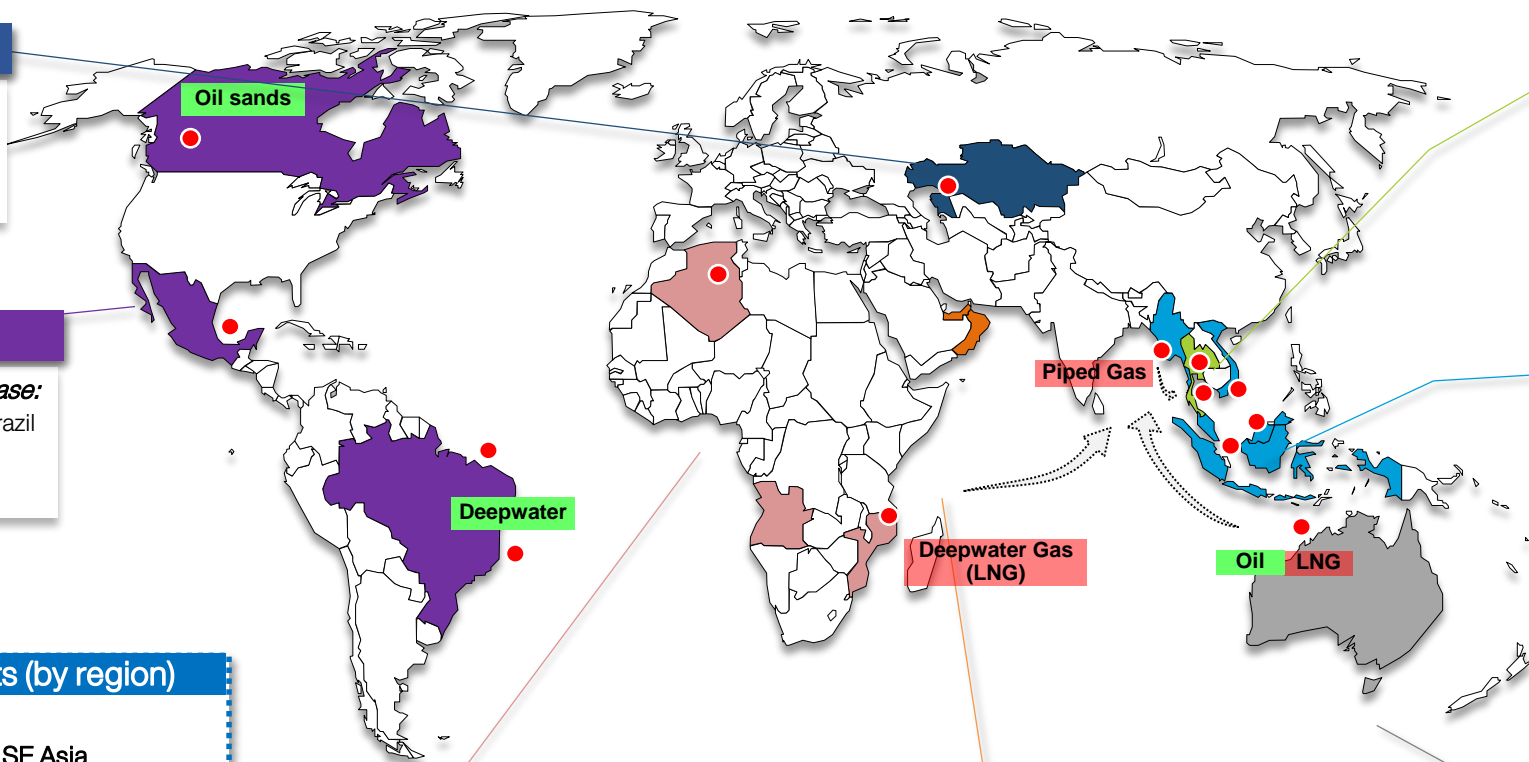 Oil sands
ase:
razil
Piped Gas
Deepwater
Deepwater Gas
(LNG)
Oil
LNG
ts (by region)
SE Asia